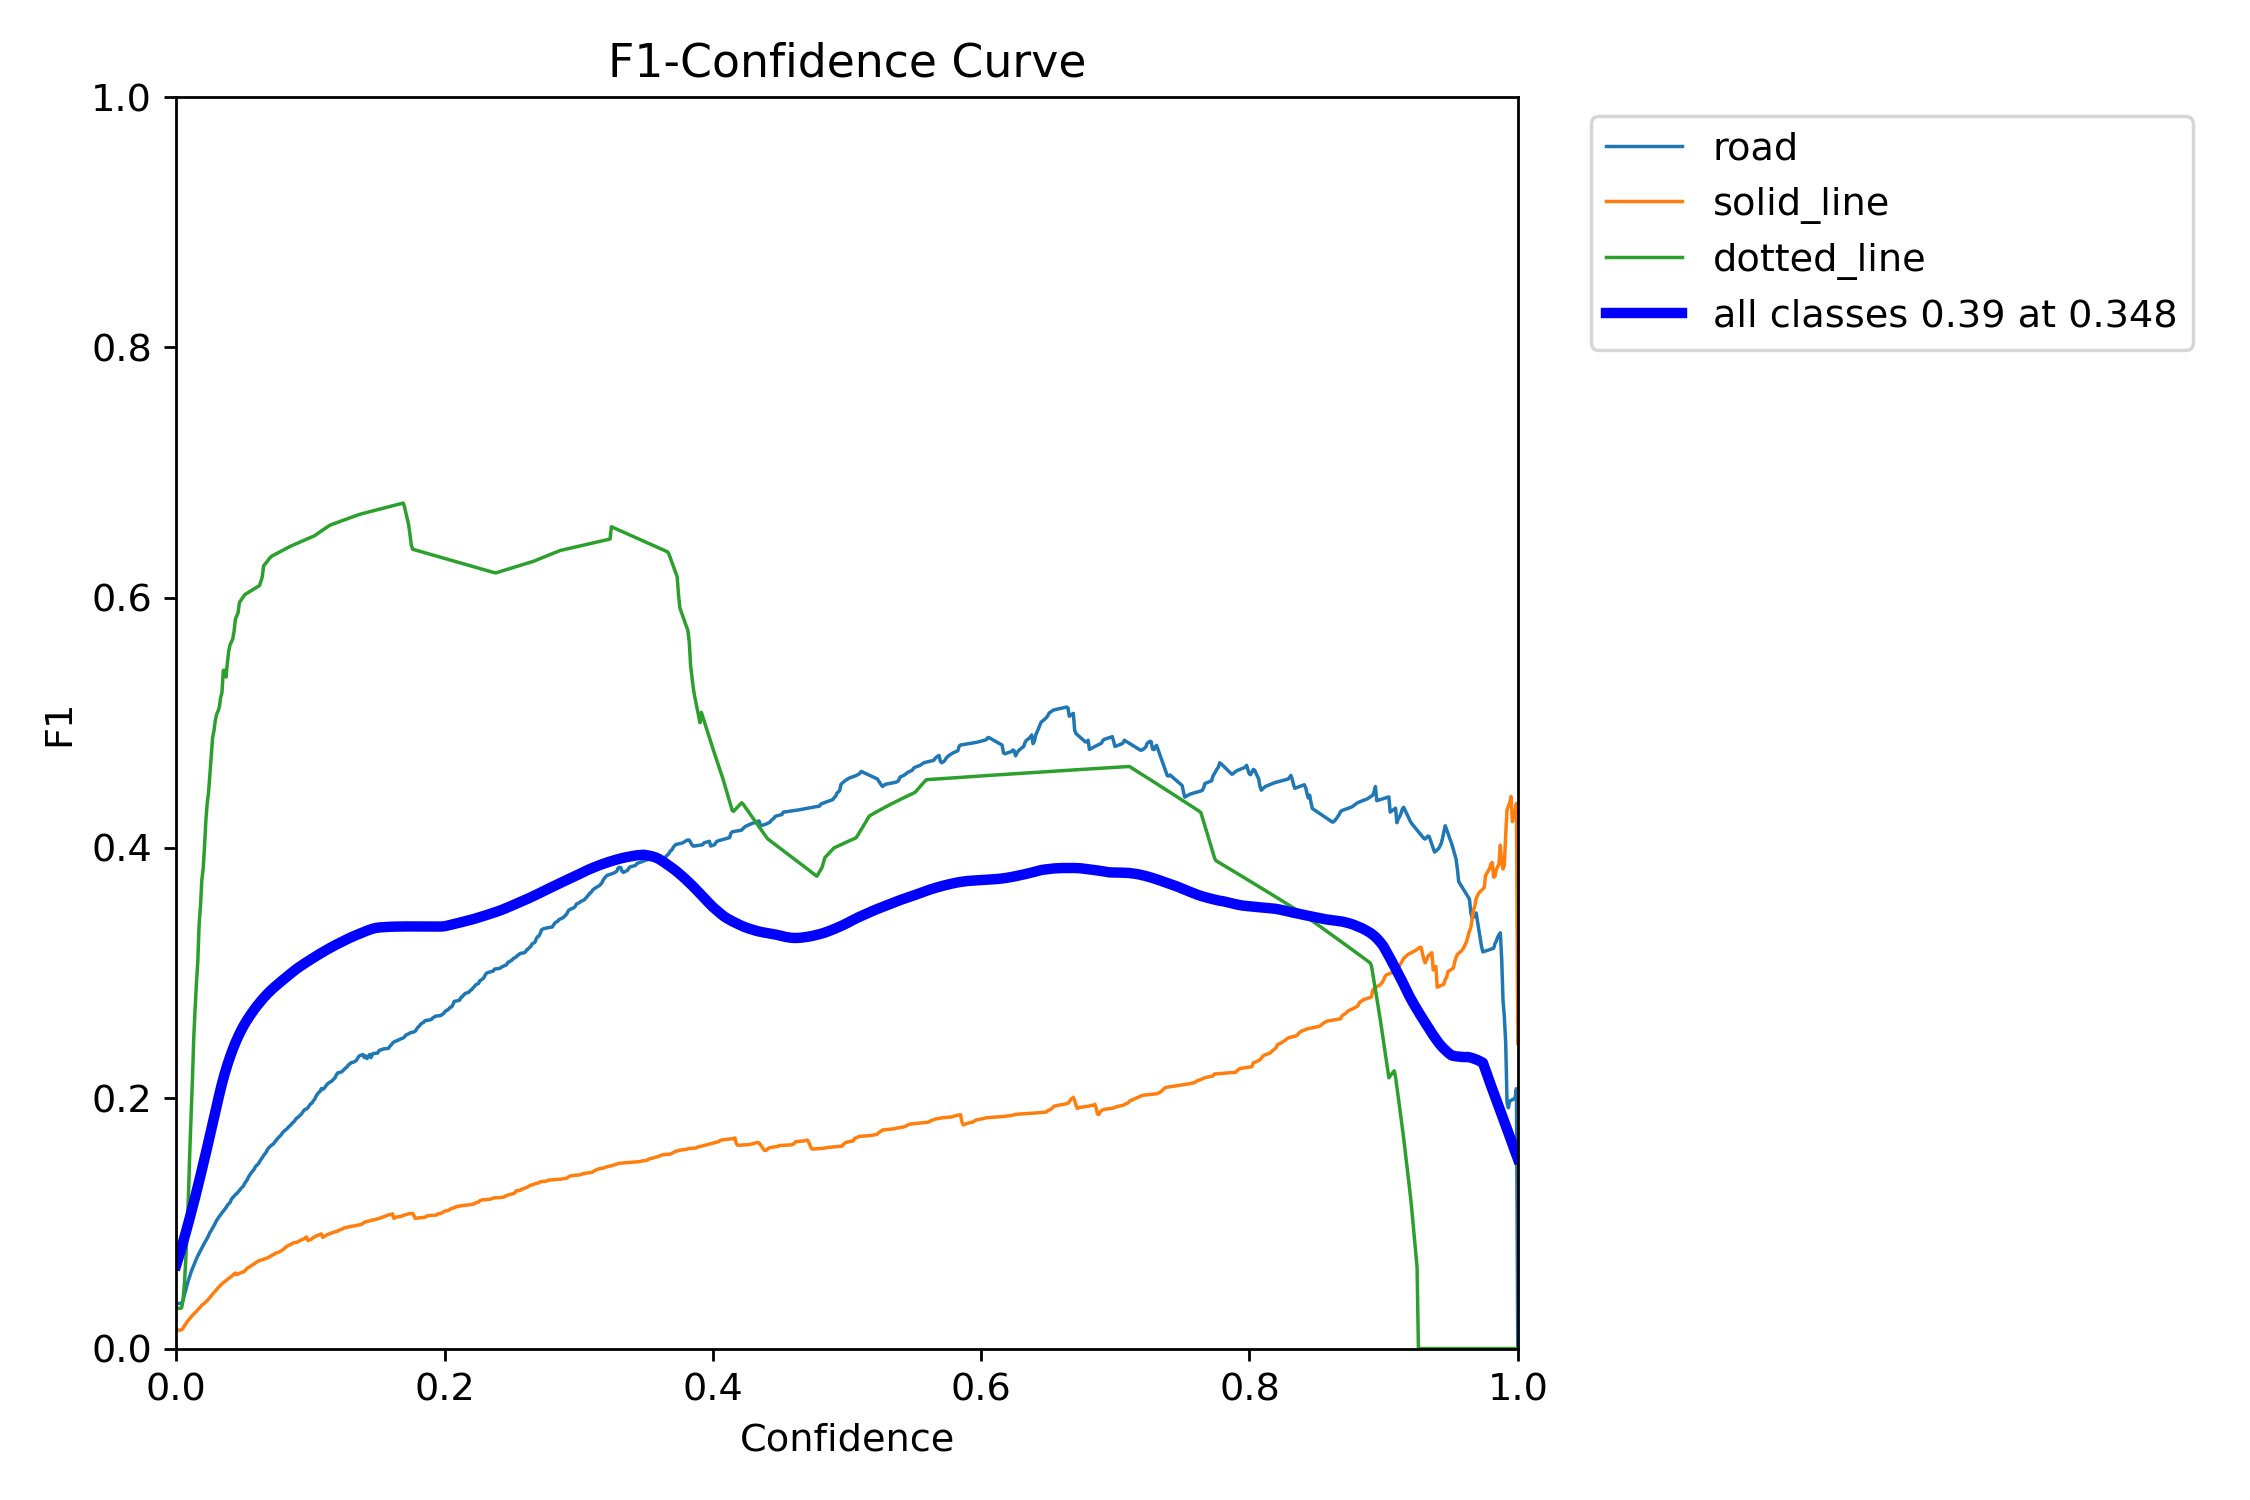 F1-Confidence Curve
1.0
0.8
0.6
0.4
0.2
0.0
F1
0.0 0.2 0.4 0.6 0.8 1.0
Confidence
road
solid_line
dotted_line
all classes 0.39 at 0.348